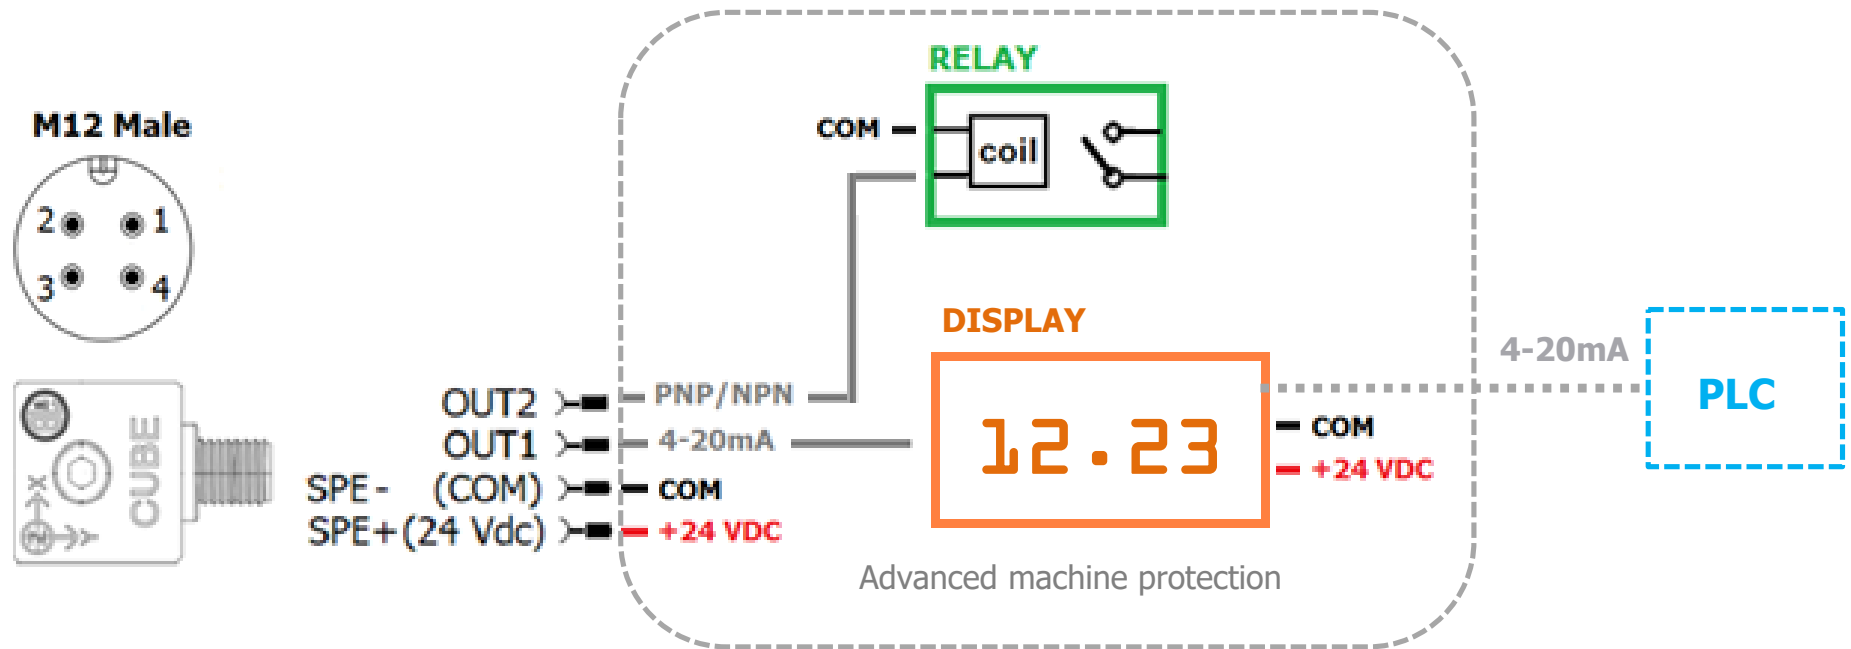 RELAY
M12 Male
COM
coil
2 1
3 4
DISPLAY
4-20mA
PLC
OUT2 PNP/NPN
OUT1 4-20mA
12.23
COM
+24 VDC
SPE- (COM) COM
SPE+(24 Vdc) +24 VDC
CUBE
X
Y
Z
Advanced machine protection